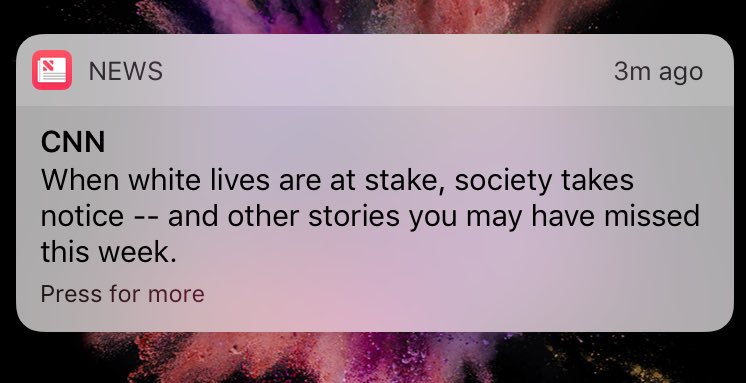 NEWS
3m ago
CNN
When white lives are at stake, society takes
notice -- and other stories you may have missed
this week.
Press for more